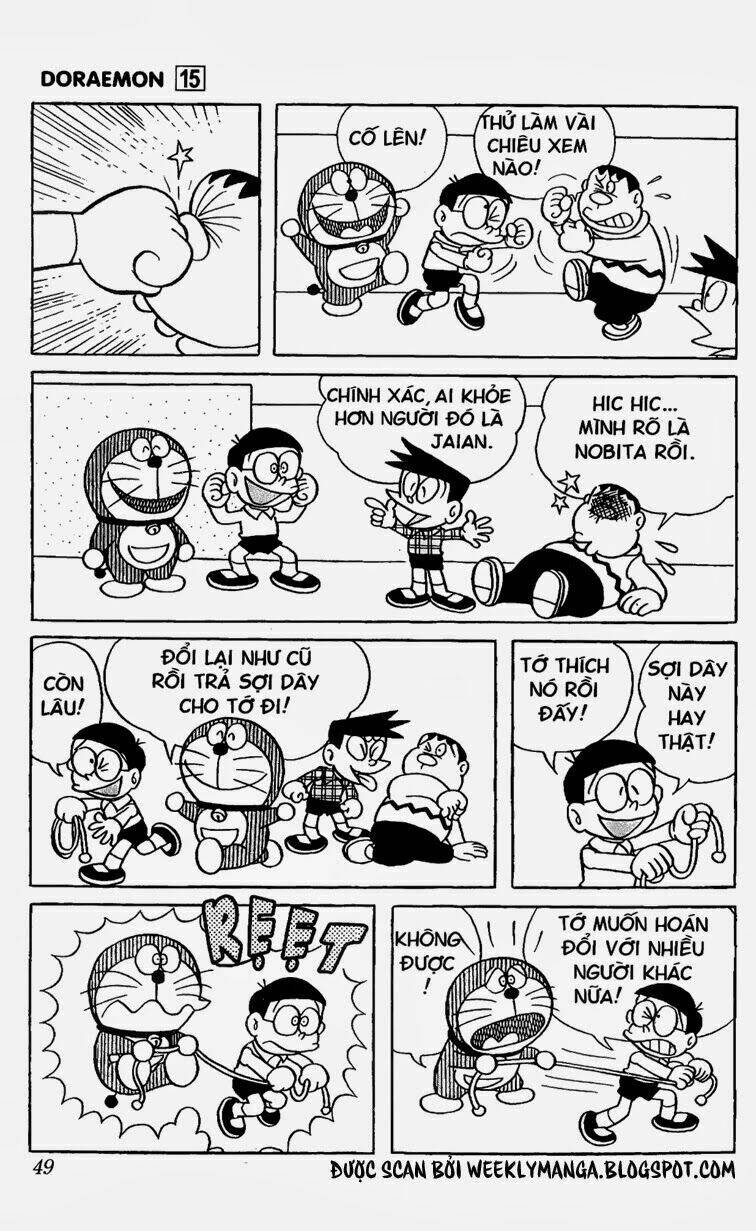 DORAEMON 15
CỐ LÊN!
THỬ LÀM VÀI
CHIÊU XEM
NÀO!
CHÍNH XÁC, AI KHỎE
HƠN NGƯỜI ĐÓ LÀ
JAIAN.
HIC HIC...
MÌNH RÕ LÀ
NOBITA RỒI.
CÒN
LÂU!
ĐỔI LẠI NHƯ CŨ
RỒI TRẢ SỢI DÂY
CHO TỚ ĐI!
TỚ THÍCH
NÓ RỒI
ĐẤY!
SỢI DÂY
NÀY
HAY
THẬT!
RẸẸT
KHÔNG
ĐƯỢC
!
TỚ MUỐN HOÁN
ĐỔI VỚI NHIỀU
NGƯỜI KHÁC
NỮA!
49
ĐƯỢC SCAN BỞI WEEKLYMANGA.BLOGSPOT.COM